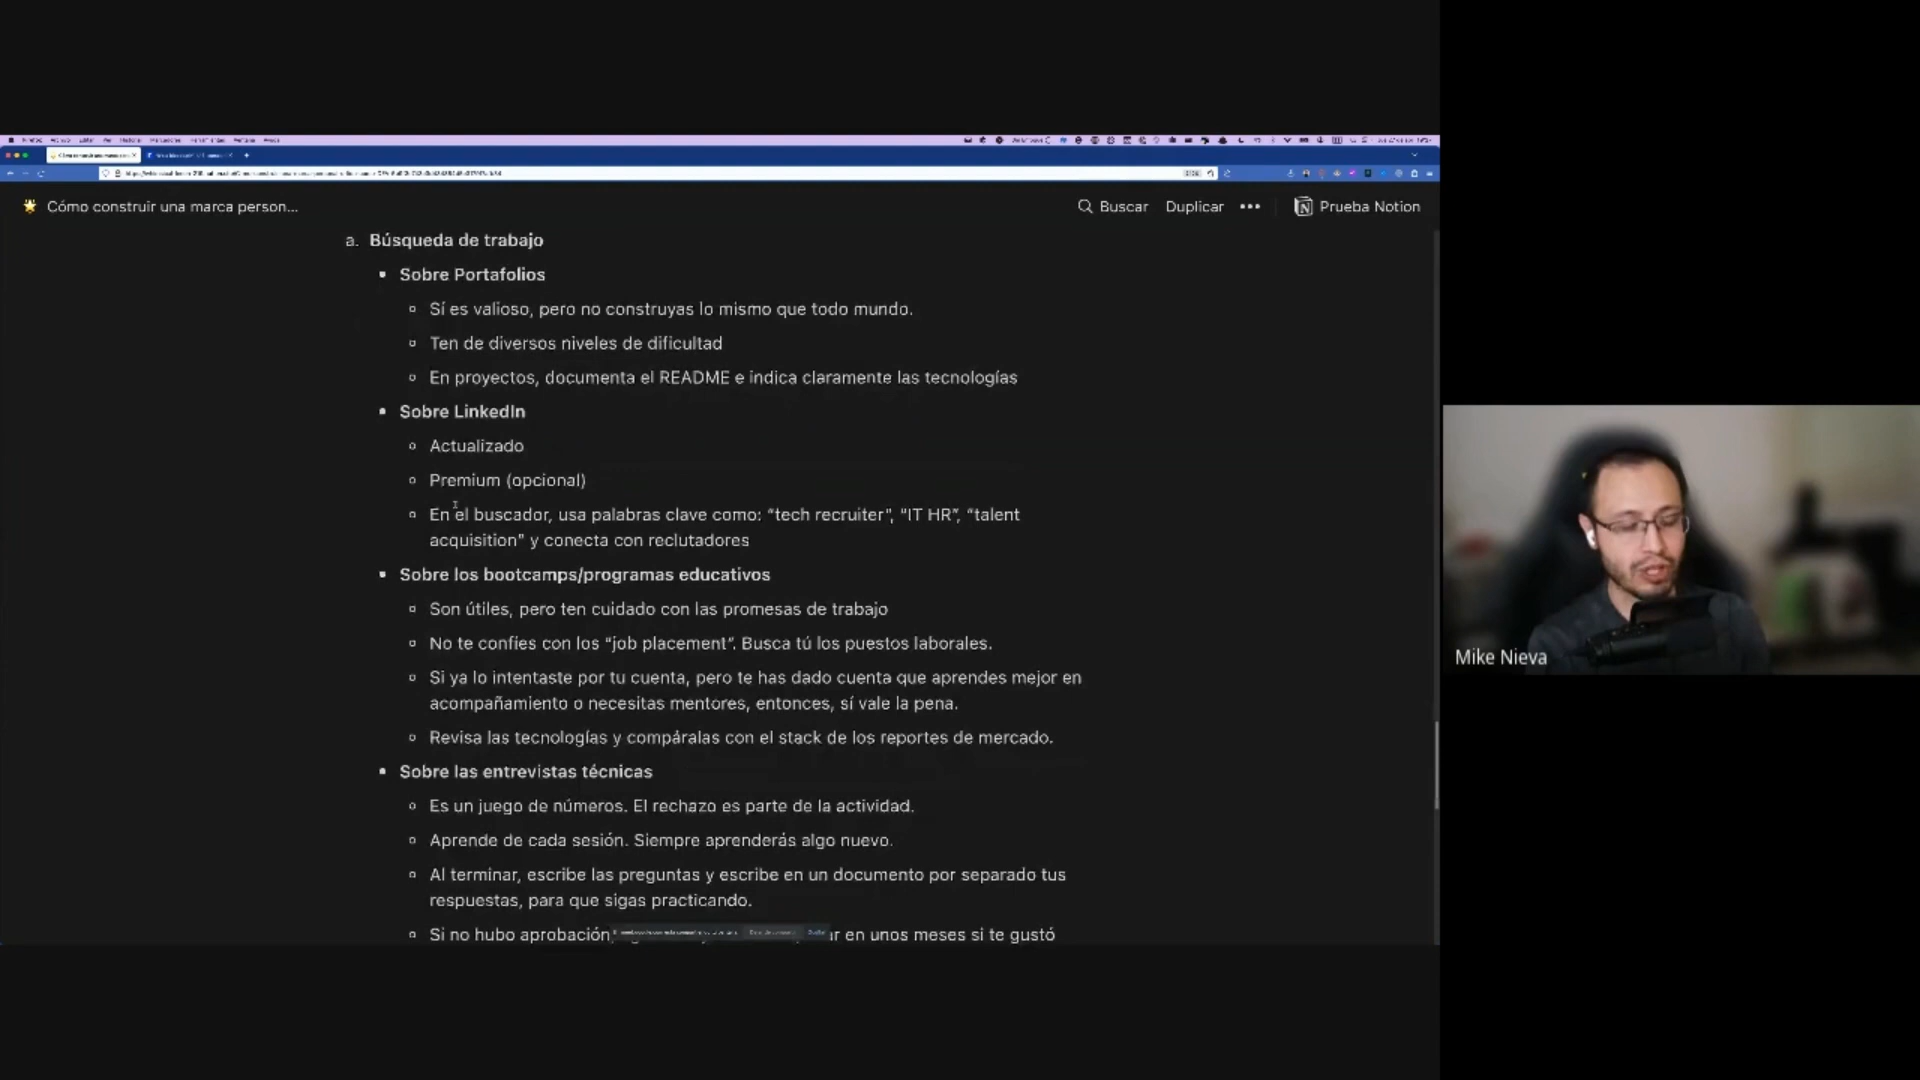 Cómo construir una marca person...
Buscar Duplicar ••• Prueba Notion
a. Búsqueda de trabajo
Sobre Portafolios
Sí es valioso, pero no construyas lo mismo que todo mundo.
Ten de diversos niveles de dificultad
En proyectos, documenta el README e indica claramente las tecnologías
Sobre LinkedIn
Actualizado
Premium (opcional)
En el buscador, usa palabras clave como: “tech recruiter”, “IT HR”, “talent
acquisition” y conecta con reclutadores
Sobre los bootcamps/programas educativos
Son útiles, pero ten cuidado con las promesas de trabajo
No te confies con los “job placement”. Busca tú los puestos laborales.
Si ya lo intentaste por tu cuenta, pero te has dado cuenta que aprendes mejor en
acompañamiento o necesitas mentores, entonces, sí vale la pena.
Revisa las tecnologías y compáralas con el stack de los reportes de mercado.
Sobre las entrevistas técnicas
Es un juego de números. El rechazo es parte de la actividad.
Aprende de cada sesión. Siempre aprenderás algo nuevo.
Al terminar, escribe las preguntas y escribe en un documento por separado tus
respuestas, para que sigas practicando.
Si no hubo aprobación, en unos meses si te gustó
Mike Nieva